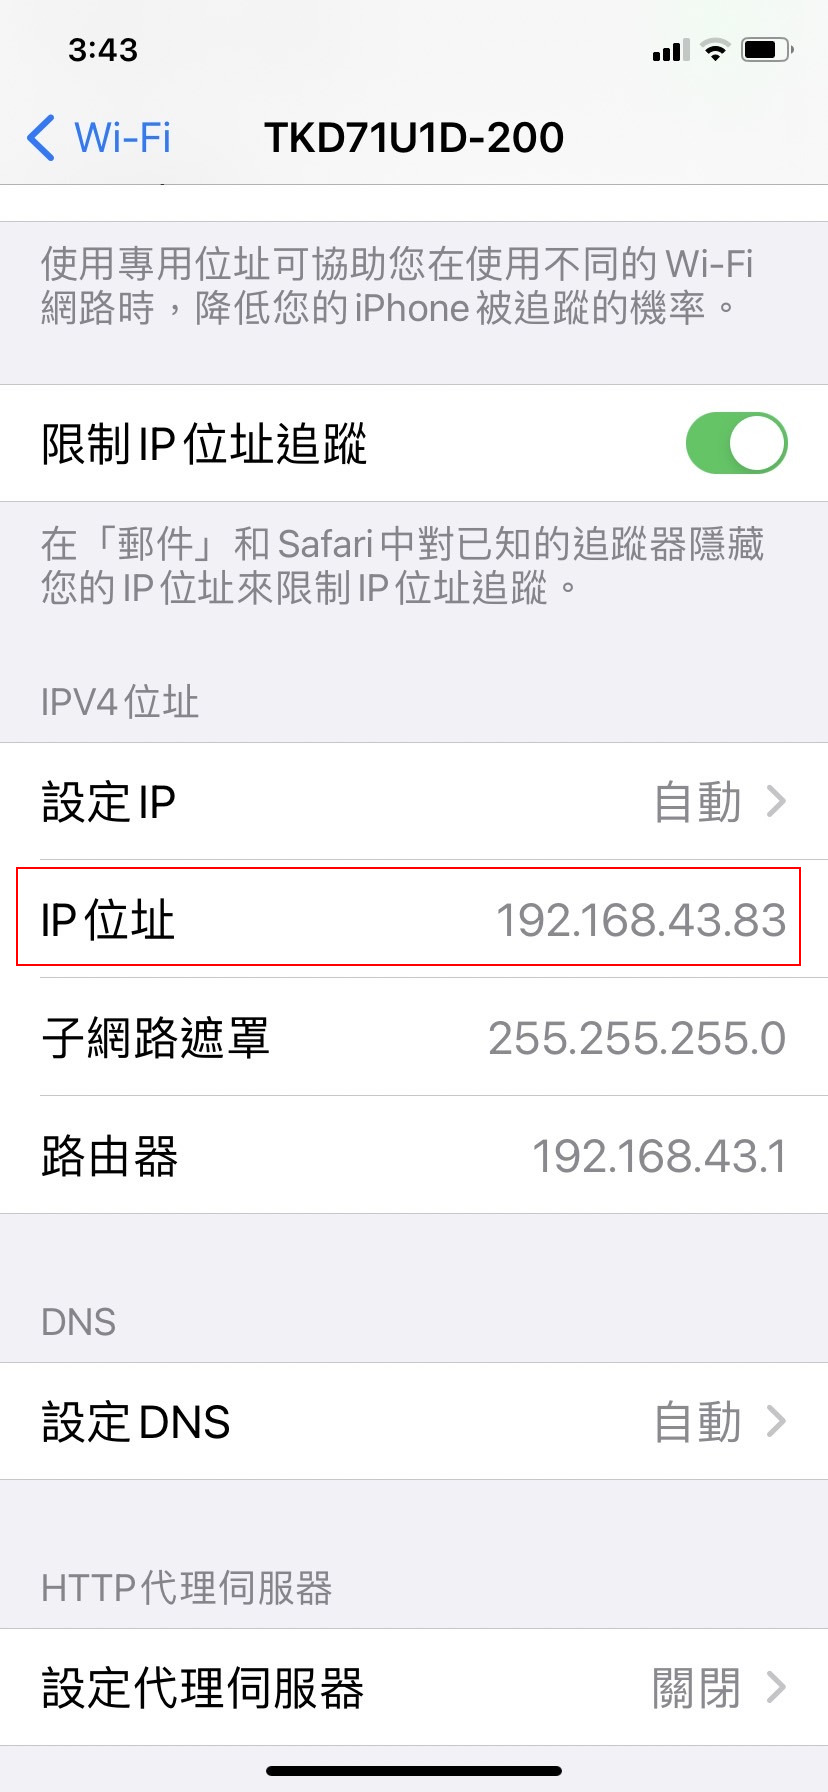 3:43
Wi-Fi
TKD71U1D-200
使用專用位址可協助您在使用不同的 Wi-Fi
網路時，降低您的 iPhone 被追蹤的機率。
限制 IP 位址追蹤
在「郵件」和 Safari 中對已知的追蹤器隱藏
您的 IP 位址來限制 IP 位址追蹤。
IPV4 位址
設定 IP 自動
IP 位址 192.168.43.83
子網路遮罩 255.255.255.0
路由器 192.168.43.1
DNS
設定 DNS 自動
HTTP 代理伺服器
設定代理伺服器 關閉